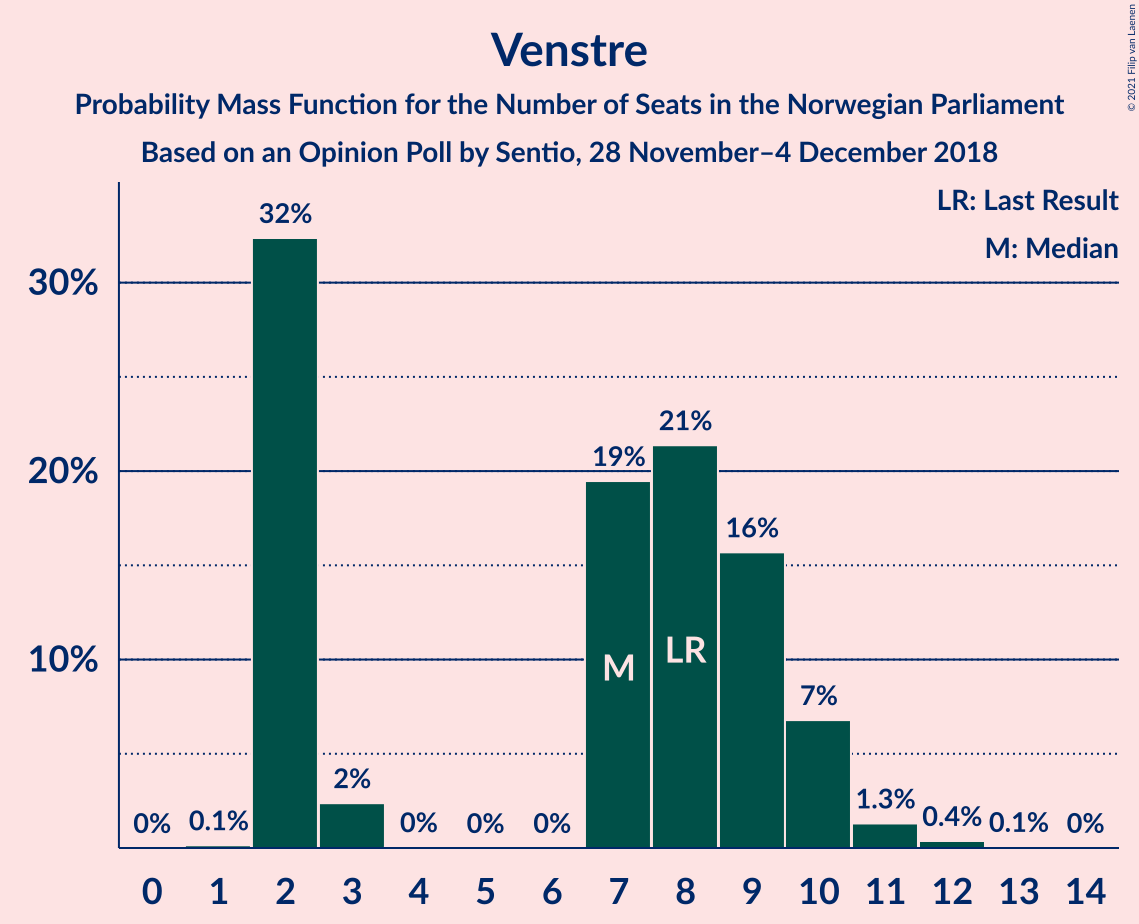 Venstre
Probability Mass Function for the Number of Seats in the Norwegian Parliament
Based on an Opinion Poll by Sentio, 28 November–4 December 2018
© 2021 Filip van Laenen
LR: Last Result
M: Median
30%
20%
10%
0%
0.1%
32%
2%
0%
0%
0%
19%
21%
16%
7%
1.3%
0.4%
0.1%
0%
M
LR
0 1 2 3 4 5 6 7 8 9 10 11 12 13 14